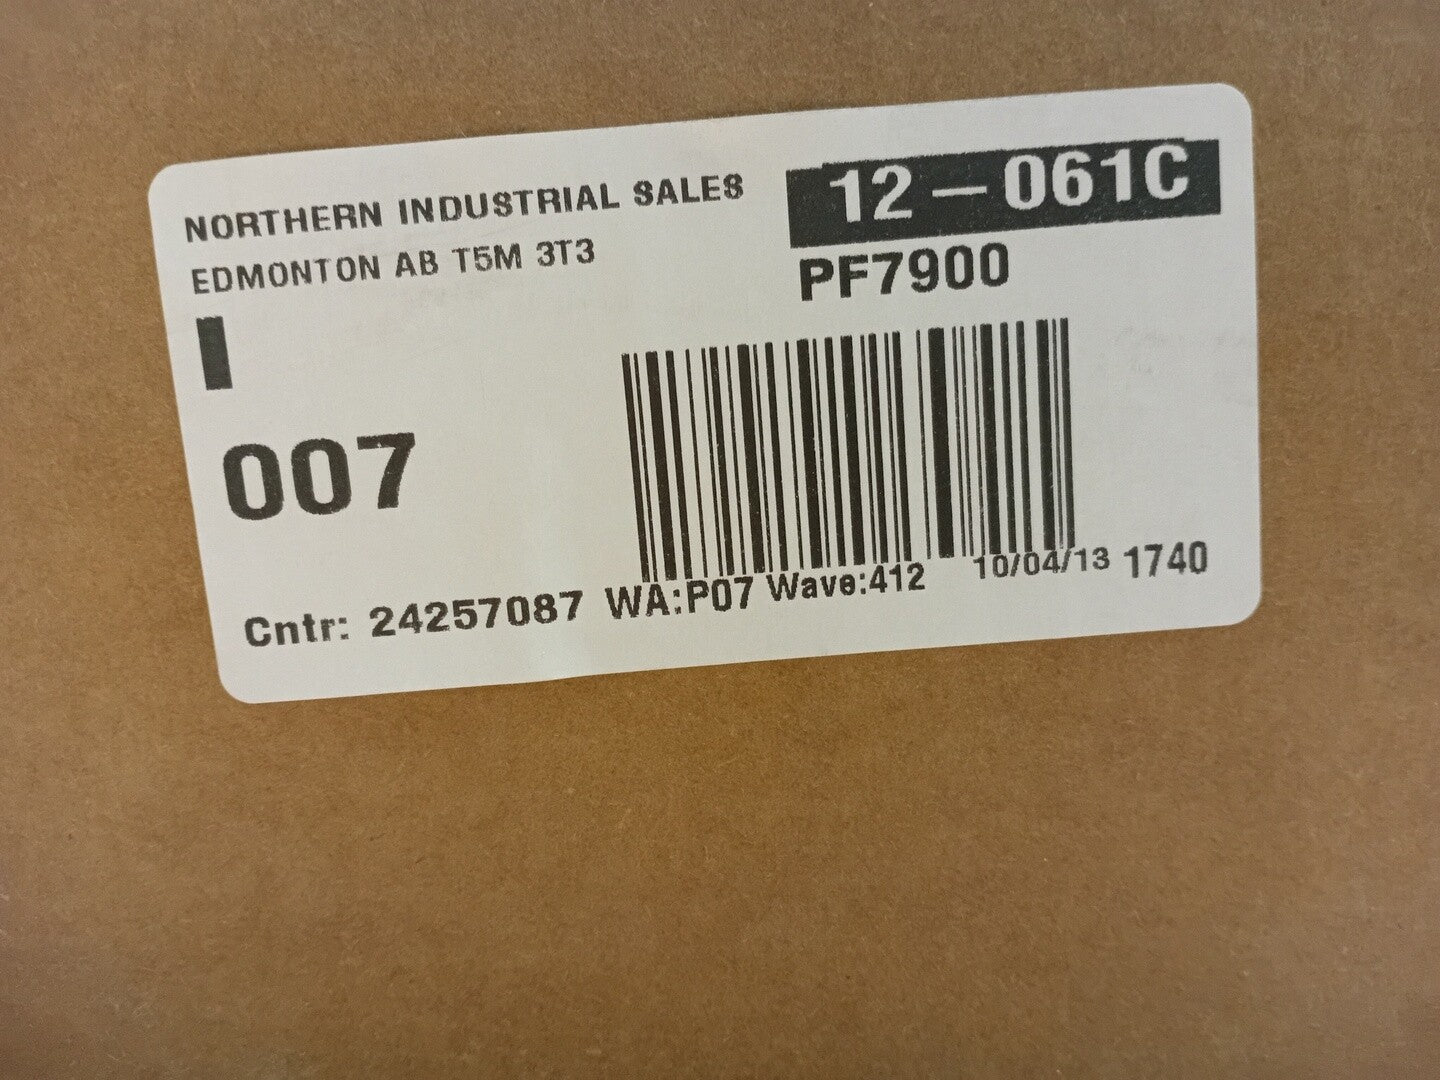 NORTHERN INDUSTRIAL SALES
EDMONTON AB T5M 3T3
12-061C
PF7900
007
Cntr: 24257087 WA:P07 Wave:412 10/04/13 1740